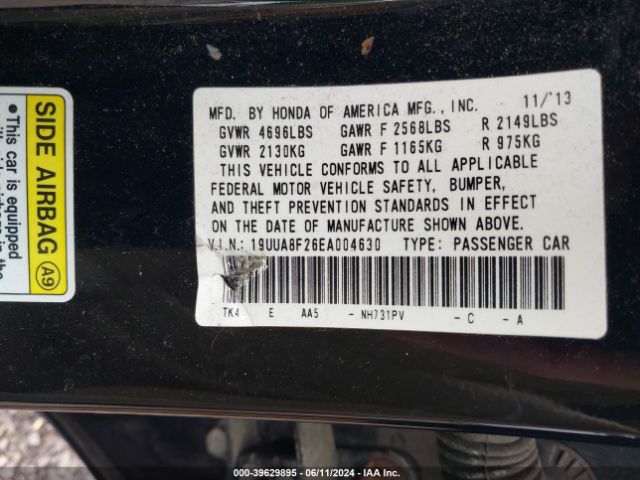 SIDE AIRBAG A9
• This car is equipped
MFD. BY HONDA OF AMERICA MFG., INC. 11/'13
GVWR 4696LBS GAWR F 2568LBS R 2149LBS
GVWR 2130KG GAWR F 1165KG R 975KG
THIS VEHICLE CONFORMS TO ALL APPLICABLE
FEDERAL MOTOR VEHICLE SAFETY, BUMPER,
AND THEFT PREVENTION STANDARDS IN EFFECT
ON THE DATE OF MANUFACTURE SHOWN ABOVE.
V.I.N.: 19UUA8F26EA004630 TYPE: PASSENGER CAR
TK4 E AA5 - NH731PV - C - A
000-39629895 - 06/11/2024 - IAA Inc.